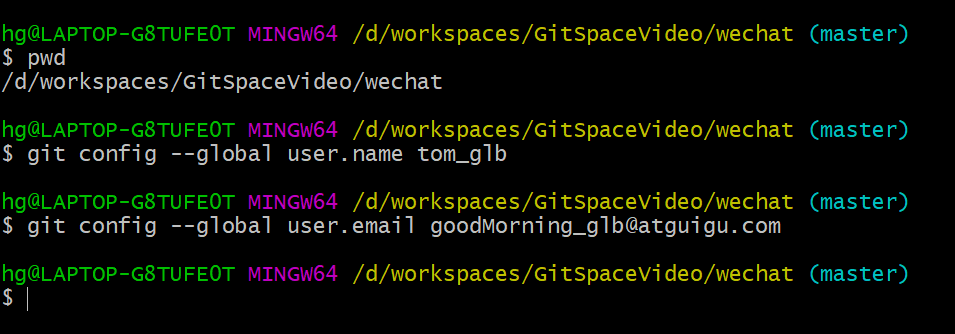 hg@LAPTOP-G8TUFE0T MINGW64 /d/workspaces/GitSpaceVideo/wechat (master)
$ pwd
/d/workspaces/GitSpaceVideo/wechat
hg@LAPTOP-G8TUFE0T MINGW64 /d/workspaces/GitSpaceVideo/wechat (master)
$ git config --global user.name tom_glb
hg@LAPTOP-G8TUFE0T MINGW64 /d/workspaces/GitSpaceVideo/wechat (master)
$ git config --global user.email goodMorning_glb@atguigu.com
hg@LAPTOP-G8TUFE0T MINGW64 /d/workspaces/GitSpaceVideo/wechat (master)
$